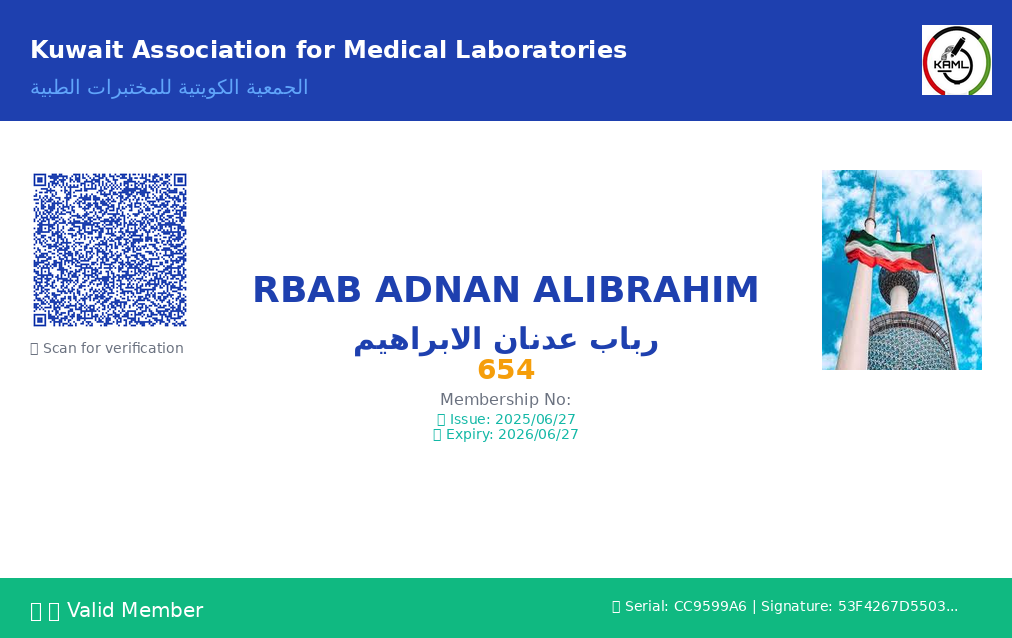 Kuwait Association for Medical Laboratories
الجمعية الكويتية للمختبرات الطبية
KAML
Scan for verification
RBAB ADNAN ALIBRAHIM
رباب عدنان الابراهيم
654
Membership No:
Issue: 2025/06/27
Expiry: 2026/06/27
Valid Member
Serial: CC9599A6 | Signature: 53F4267D5503...